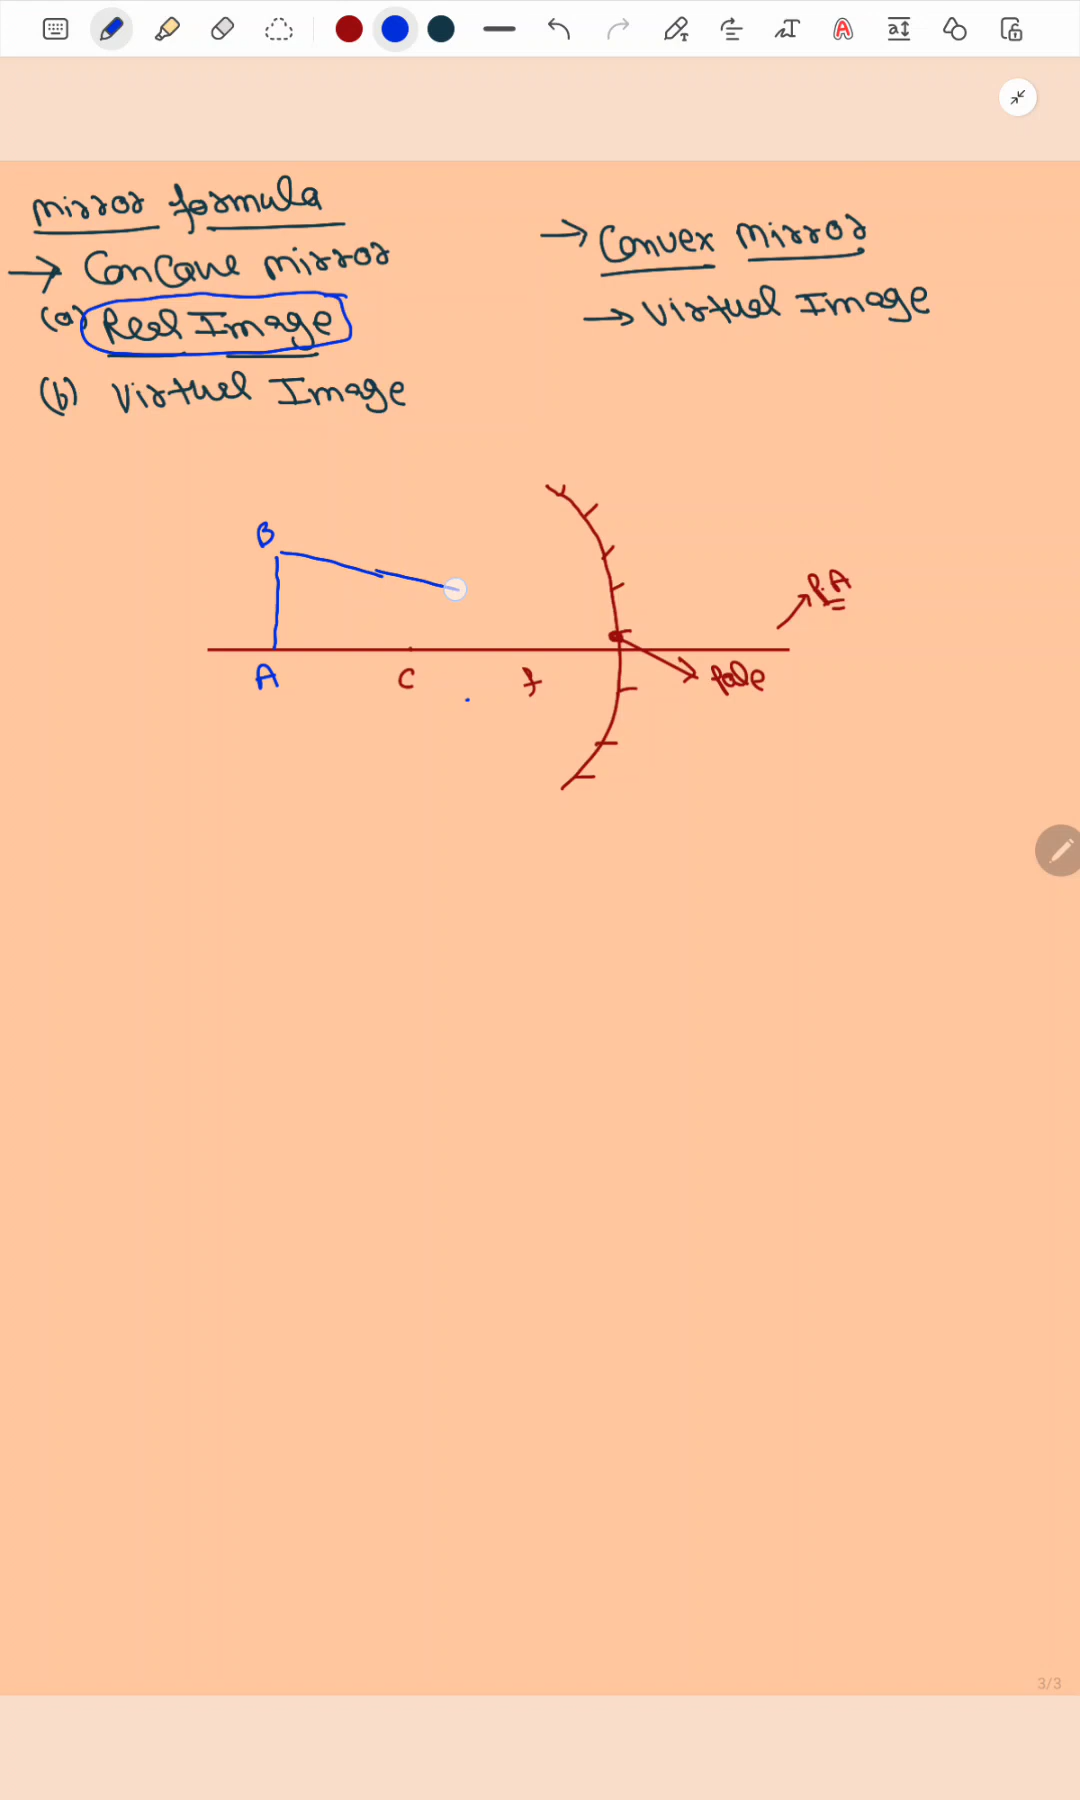 mirror formula
→ Concave mirror
(a) Real Image
(b) Virtual Image
→ Convex Mirror
→ Virtual Image
B
A
C
f
Pole
P.A
3/3